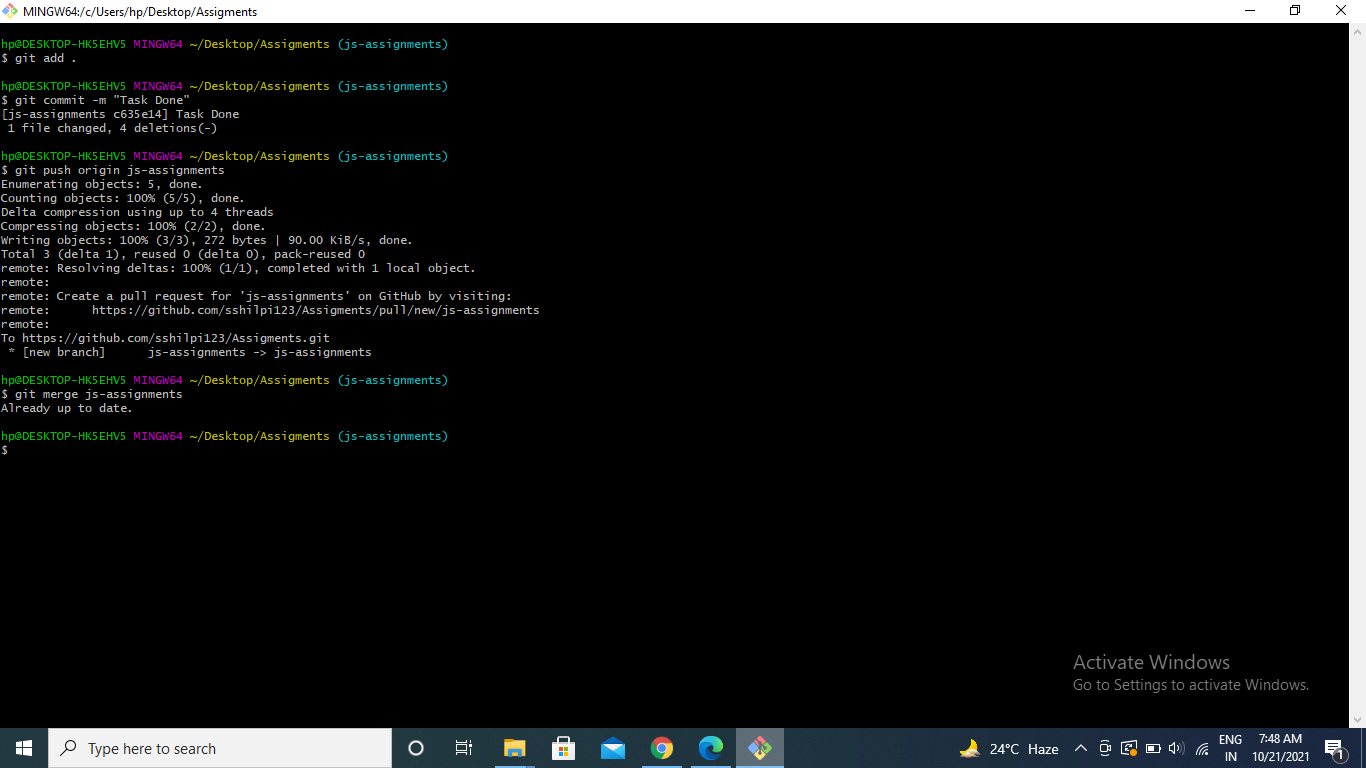 MINGW64:/c/Users/hp/Desktop/Assigments
hp@DESKTOP-HK5EHV5 MINGW64 ~/Desktop/Assigments (js-assignments)
$ git add .
hp@DESKTOP-HK5EHV5 MINGW64 ~/Desktop/Assigments (js-assignments)
$ git commit -m "Task Done"
[js-assignments c635e14] Task Done
 1 file changed, 4 deletions(-)
hp@DESKTOP-HK5EHV5 MINGW64 ~/Desktop/Assigments (js-assignments)
$ git push origin js-assignments
Enumerating objects: 5, done.
Counting objects: 100% (5/5), done.
Delta compression using up to 4 threads
Compressing objects: 100% (2/2), done.
Writing objects: 100% (3/3), 272 bytes | 90.00 KiB/s, done.
Total 3 (delta 1), reused 0 (delta 0), pack-reused 0
remote: Resolving deltas: 100% (1/1), completed with 1 local object.
remote:
remote: Create a pull request for 'js-assignments' on GitHub by visiting:
remote:      https://github.com/sshilpi123/Assigments/pull/new/js-assignments
remote:
To https://github.com/sshilpi123/Assigments.git
 * [new branch]      js-assignments -> js-assignments
hp@DESKTOP-HK5EHV5 MINGW64 ~/Desktop/Assigments (js-assignments)
$ git merge js-assignments
Already up to date.
hp@DESKTOP-HK5EHV5 MINGW64 ~/Desktop/Assigments (js-assignments)
$
Activate Windows
Go to Settings to activate Windows.
Type here to search
24°C Haze
ENG
IN
7:48 AM
10/21/2021
1